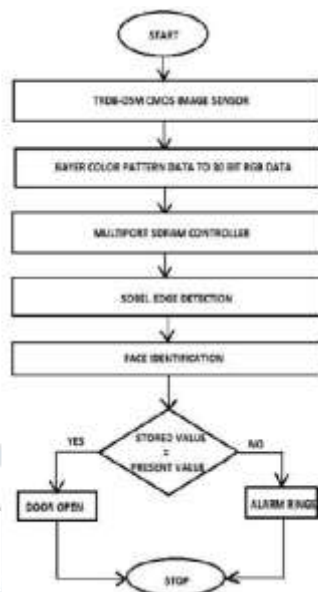 START
TRDB-D5M CMOS IMAGE SENSOR
BAYER COLOR PATTERN DATA TO 30 BIT RGB DATA
MULTIPORT SDRAM CONTROLLER
SOBEL EDGE DETECTION
FACE IDENTIFICATION
STORED VALUE
=
PRESENT VALUE
YES
NO
DOOR OPEN
ALARM RINGS
STOP